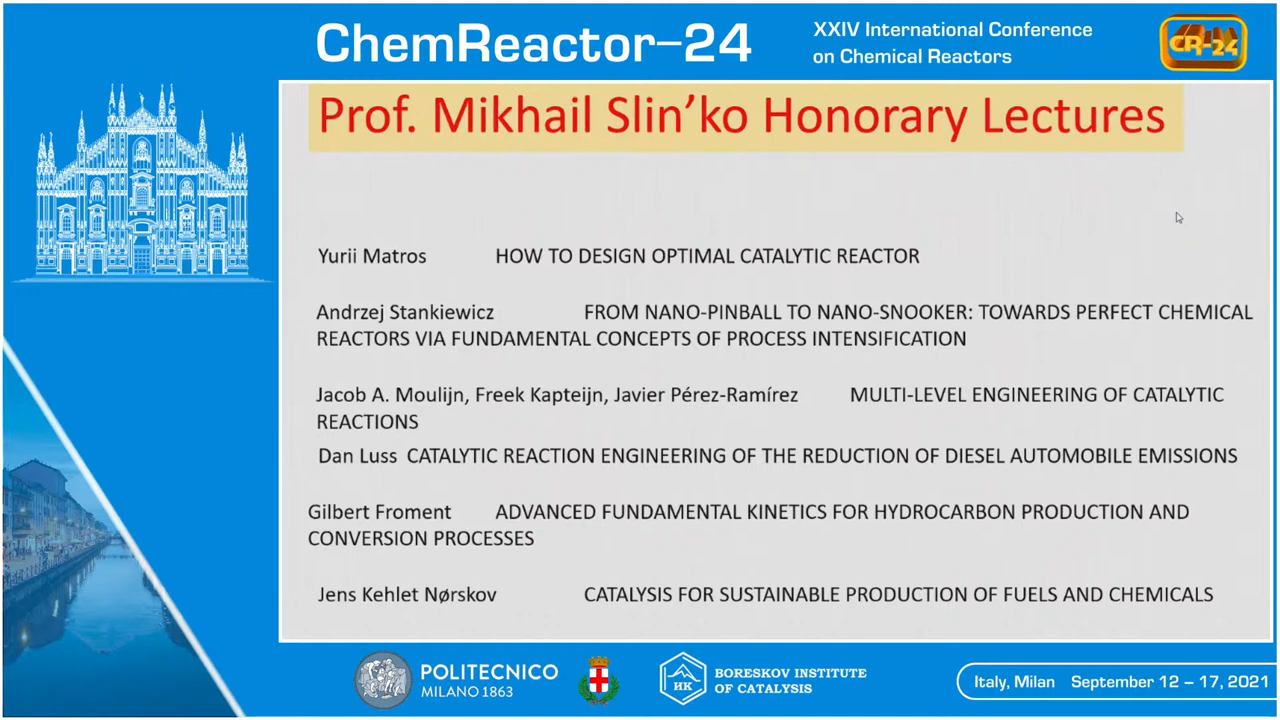 ChemReactor–24
XXIV International Conference
on Chemical Reactors
CR-24
Prof. Mikhail Slin’ko Honorary Lectures
Yurii Matros HOW TO DESIGN OPTIMAL CATALYTIC REACTOR
Andrzej Stankiewicz FROM NANO-PINBALL TO NANO-SNOOKER: TOWARDS PERFECT CHEMICAL
REACTORS VIA FUNDAMENTAL CONCEPTS OF PROCESS INTENSIFICATION
Jacob A. Moulijn, Freek Kapteijn, Javier Pérez-Ramírez MULTI-LEVEL ENGINEERING OF CATALYTIC
REACTIONS
Dan Luss CATALYTIC REACTION ENGINEERING OF THE REDUCTION OF DIESEL AUTOMOBILE EMISSIONS
Gilbert Froment ADVANCED FUNDAMENTAL KINETICS FOR HYDROCARBON PRODUCTION AND
CONVERSION PROCESSES
Jens Kehlet Nørskov CATALYSIS FOR SUSTAINABLE PRODUCTION OF FUELS AND CHEMICALS
POLITECNICO
MILANO 1863
ИК
BORESKOV INSTITUTE
OF CATALYSIS
Italy, Milan September 12 – 17, 2021